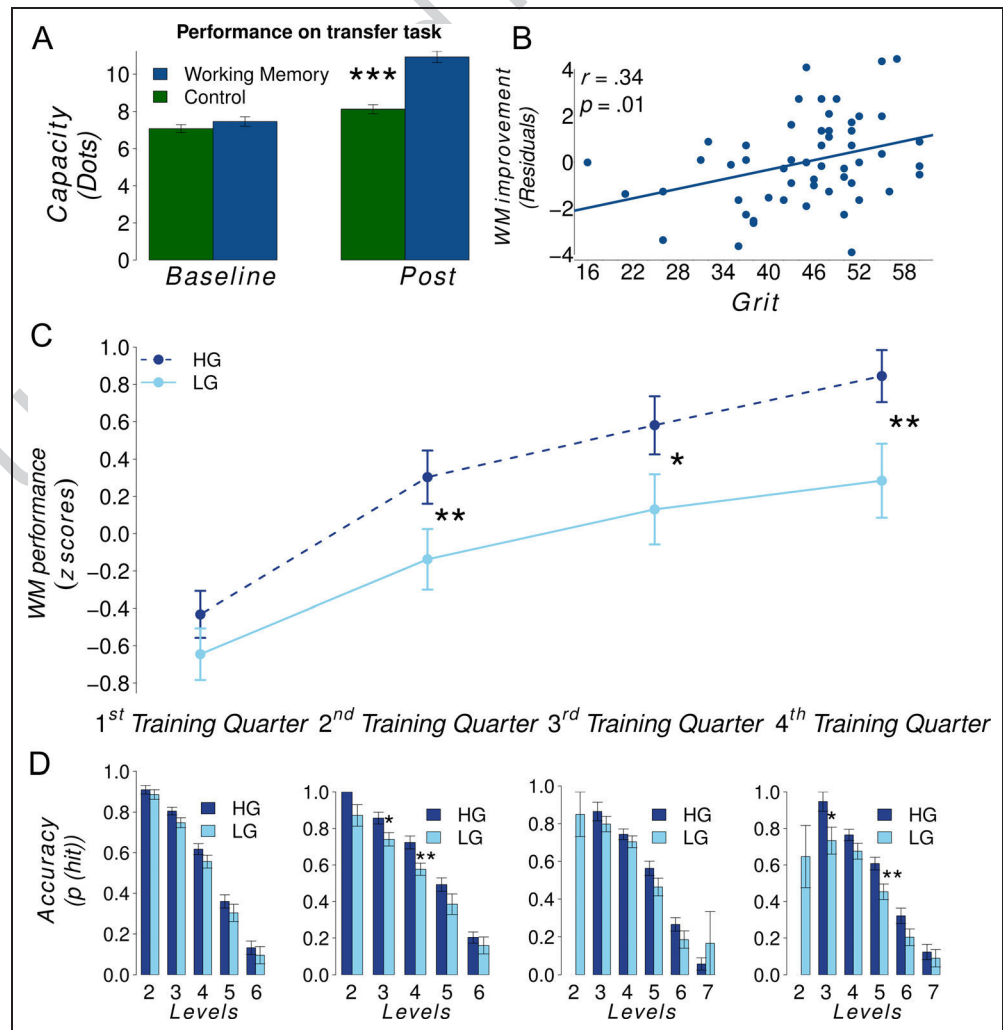 A
Performance on transfer task
Working Memory
Control
***
Capacity
(Dots)
10
8
6
4
2
0
Baseline
Post
B
r = .34
p = .01
WM improvement
(Residuals)
4
2
0
−2
−4
16 22 28 34 40 46 52 58
Grit
C
HG
LG
WM performance
(z scores)
1.0
0.8
0.6
0.4
0.2
0.0
−0.2
−0.4
−0.6
−0.8
**
*
**
1st Training Quarter 2nd Training Quarter 3rd Training Quarter 4th Training Quarter
D
Accuracy
(p (hit))
1.0
0.8
0.6
0.4
0.2
0.0
HG
LG
2 3 4 5 6
Levels
1.0
0.8
0.6
0.4
0.2
0.0
HG
LG
*
**
2 3 4 5 6
Levels
1.0
0.8
0.6
0.4
0.2
0.0
HG
LG
2 3 4 5 6 7
Levels
1.0
0.8
0.6
0.4
0.2
0.0
HG
LG
*
**
2 3 4 5 6 7
Levels